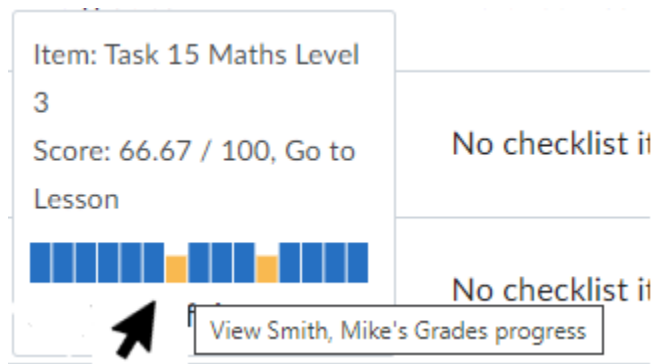 Item: Task 15 Maths Level
3
Score: 66.67 / 100, Go to
Lesson
No checklist it
No checklist it
View Smith, Mike's Grades progress